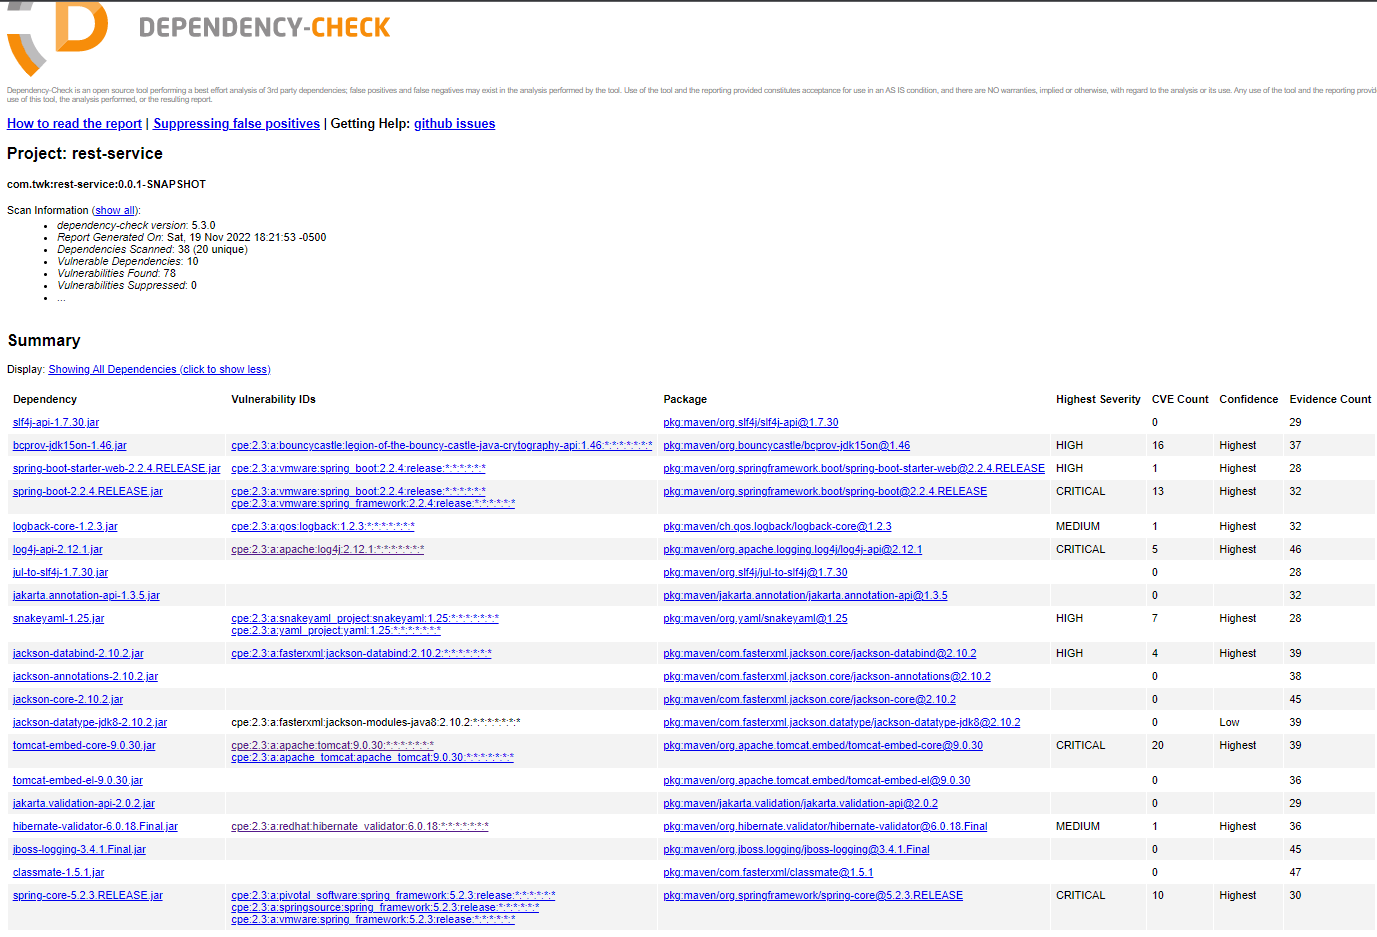 DEPENDENCY-CHECK
Dependency-Check is an open source tool performing a best effort analysis of 3rd party dependencies; false positives and false negatives may exist in the analysis performed by the tool. Use of the tool and the reporting provided constitutes acceptance for use in an AS IS condition, and there are NO warranties, implied or otherwise, with regard to the analysis or its use. Any use of the tool and the reporting provid
use of this tool, the analysis performed, or the resulting report.
How to read the report | Suppressing false positives | Getting Help: github issues
Project: rest-service
com.twk:rest-service:0.0.1-SNAPSHOT
Scan Information (show all):
• dependency-check version: 5.3.0
• Report Generated On: Sat, 19 Nov 2022 18:21:53 -0500
• Dependencies Scanned: 38 (20 unique)
• Vulnerable Dependencies: 10
• Vulnerabilities Found: 78
• Vulnerabilities Suppressed: 0
• ...
Summary
Display: Showing All Dependencies (click to show less)
Dependency Vulnerability IDs Package Highest Severity CVE Count Confidence Evidence Count
slf4j-api-1.7.30.jar pkg:maven/org.slf4j/slf4j-api@1.7.30 0 29
bcprov-jdk15on-1.46.jar cpe:2.3:a:bouncycastle:legion-of-the-bouncy-castle-java-crytography-api:1.46:*:*:*:*:*:*:* pkg:maven/org.bouncycastle/bcprov-jdk15on@1.46 HIGH 16 Highest 37
spring-boot-starter-web-2.2.4.RELEASE.jar cpe:2.3:a:vmware:spring_boot:2.2.4:release:*:*:*:*:*:* pkg:maven/org.springframework.boot/spring-boot-starter-web@2.2.4.RELEASE HIGH 1 Highest 28
spring-boot-2.2.4.RELEASE.jar cpe:2.3:a:vmware:spring_boot:2.2.4:release:*:*:*:*:*:* pkg:maven/org.springframework.boot/spring-boot@2.2.4.RELEASE CRITICAL 13 Highest 32
cpe:2.3:a:vmware:spring_framework:2.2.4:release:*:*:*:*:*:*
logback-core-1.2.3.jar cpe:2.3:a:qos:logback:1.2.3:*:*:*:*:*:*:* pkg:maven/ch.qos.logback/logback-core@1.2.3 MEDIUM 1 Highest 32
log4j-api-2.12.1.jar cpe:2.3:a:apache:log4j:2.12.1:*:*:*:*:*:*:* pkg:maven/org.apache.logging.log4j/log4j-api@2.12.1 CRITICAL 5 Highest 46
jul-to-slf4j-1.7.30.jar pkg:maven/org.slf4j/jul-to-slf4j@1.7.30 0 28
jakarta.annotation-api-1.3.5.jar pkg:maven/jakarta.annotation/jakarta.annotation-api@1.3.5 0 32
snakeyaml-1.25.jar cpe:2.3:a:snakeyaml_project:snakeyaml:1.25:*:*:*:*:*:*:* pkg:maven/org.yaml/snakeyaml@1.25 HIGH 7 Highest 28
cpe:2.3:a:yaml_project:yaml:1.25:*:*:*:*:*:*:*
jackson-databind-2.10.2.jar cpe:2.3:a:fasterxml:jackson-databind:2.10.2:*:*:*:*:*:*:* pkg:maven/com.fasterxml.jackson.core/jackson-databind@2.10.2 HIGH 4 Highest 39
jackson-annotations-2.10.2.jar pkg:maven/com.fasterxml.jackson.core/jackson-annotations@2.10.2 0 38
jackson-core-2.10.2.jar pkg:maven/com.fasterxml.jackson.core/jackson-core@2.10.2 0 45
jackson-datatype-jdk8-2.10.2.jar cpe:2.3:a:fasterxml:jackson-modules-java8:2.10.2:*:*:*:*:*:*:* pkg:maven/com.fasterxml.jackson.datatype/jackson-datatype-jdk8@2.10.2 0 Low 39
tomcat-embed-core-9.0.30.jar cpe:2.3:a:apache:tomcat:9.0.30:*:*:*:*:*:*:* pkg:maven/org.apache.tomcat.embed/tomcat-embed-core@9.0.30 CRITICAL 20 Highest 39
cpe:2.3:a:apache_tomcat:apache_tomcat:9.0.30:*:*:*:*:*:*:*
tomcat-embed-el-9.0.30.jar pkg:maven/org.apache.tomcat.embed/tomcat-embed-el@9.0.30 0 36
jakarta.validation-api-2.0.2.jar pkg:maven/jakarta.validation/jakarta.validation-api@2.0.2 0 29
hibernate-validator-6.0.18.Final.jar cpe:2.3:a:redhat:hibernate_validator:6.0.18:*:*:*:*:*:*:* pkg:maven/org.hibernate.validator/hibernate-validator@6.0.18.Final MEDIUM 1 Highest 36
jboss-logging-3.4.1.Final.jar pkg:maven/org.jboss.logging/jboss-logging@3.4.1.Final 0 45
classmate-1.5.1.jar pkg:maven/com.fasterxml/classmate@1.5.1 0 47
spring-core-5.2.3.RELEASE.jar cpe:2.3:a:pivotal_software:spring_framework:5.2.3:release:*:*:*:*:*:* pkg:maven/org.springframework/spring-core@5.2.3.RELEASE CRITICAL 10 Highest 30
cpe:2.3:a:springsource:spring_framework:5.2.3:release:*:*:*:*:*:*
cpe:2.3:a:vmware:spring_framework:5.2.3:release:*:*:*:*:*:*